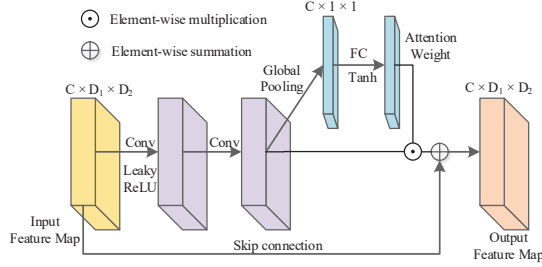 Element-wise multiplication
Element-wise summation
C × 1 × 1
FC
Tanh
Attention
Weight
Global
Pooling
C × D₁ × D₂
C × D₁ × D₂
Conv
Leaky
ReLU
Conv
Input
Feature Map
Skip connection
Output
Feature Map